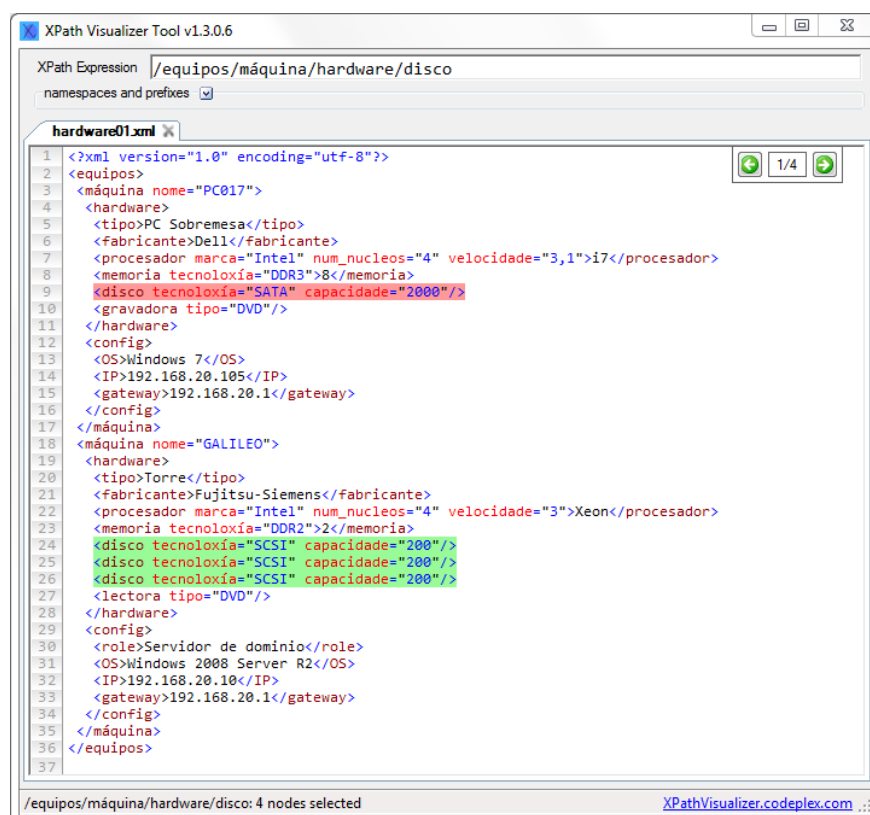 XPath Visualizer Tool v1.3.0.6
XPath Expression /equipos/máquina/hardware/disco
namespaces and prefixes
hardware01.xml
1/4
1 <?xml version="1.0" encoding="utf-8"?>
2 <equipos>
3 <máquina nome="PC017">
4 <hardware>
5 <tipo>PC Sobremesa</tipo>
6 <fabricante>Dell</fabricante>
7 <procesador marca="Intel" num_nucleos="4" velocidade="3,1">i7</procesador>
8 <memoria tecnoloxía="DDR3">8</memoria>
9 <disco tecnoloxía="SATA" capacidade="2000"/>
10 <gravadora tipo="DVD"/>
11 </hardware>
12 <config>
13 <OS>Windows 7</OS>
14 <IP>192.168.20.105</IP>
15 <gateway>192.168.20.1</gateway>
16 </config>
17 </máquina>
18 <máquina nome="GALILEO">
19 <hardware>
20 <tipo>Torre</tipo>
21 <fabricante>Fujitsu-Siemens</fabricante>
22 <procesador marca="Intel" num_nucleos="4" velocidade="3">Xeon</procesador>
23 <memoria tecnoloxía="DDR2">2</memoria>
24 <disco tecnoloxía="SCSI" capacidade="200"/>
25 <disco tecnoloxía="SCSI" capacidade="200"/>
26 <disco tecnoloxía="SCSI" capacidade="200"/>
27 <lectora tipo="DVD"/>
28 </hardware>
29 <config>
30 <role>Servidor de dominio</role>
31 <OS>Windows 2008 Server R2</OS>
32 <IP>192.168.20.10</IP>
33 <gateway>192.168.20.1</gateway>
34 </config>
35 </máquina>
36 </equipos>
37
/equipos/máquina/hardware/disco: 4 nodes selected XPathVisualizer.codeplex.com